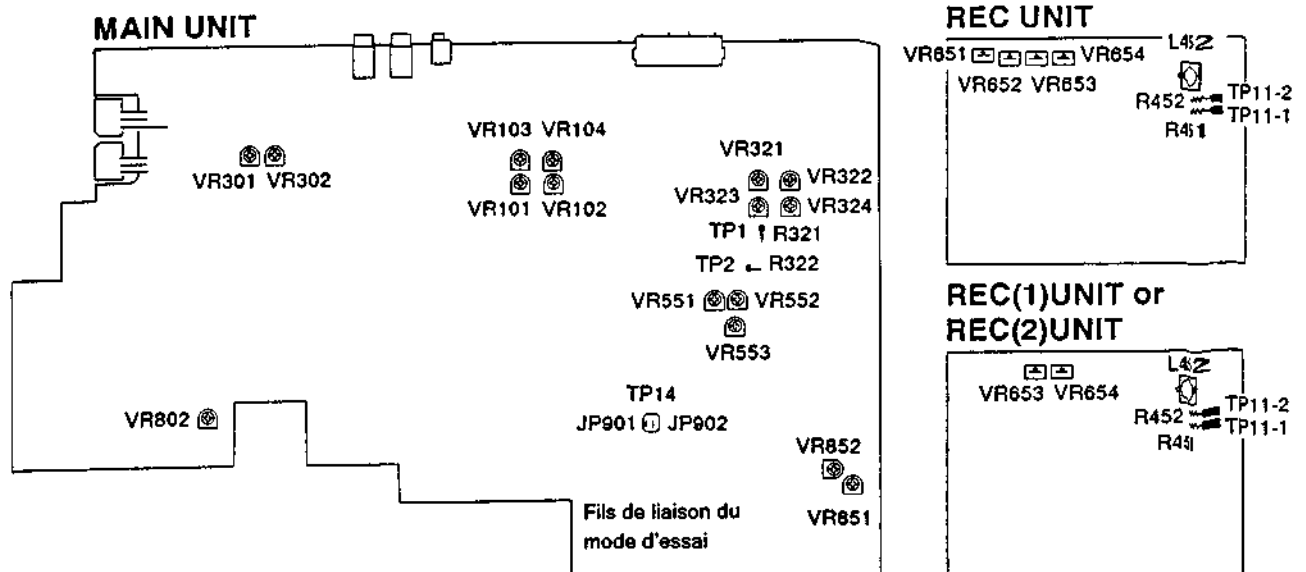 MAIN UNIT
VR301 VR302
VR103 VR104
VR101 VR102
VR321
VR322
VR323
VR324
TP1 R321
TP2 R322
VR551 VR552
VR553
TP14
JP901 JP902
VR802
VR852
VR851
Fils de liaison du
mode d'essai
REC UNIT
L452
VR651 VR654
VR652 VR653
R452 TP11-2
TP11-1
R451
REC(1)UNIT or
REC(2)UNIT
L452
VR653 VR654
R452 TP11-2
TP11-1
R451